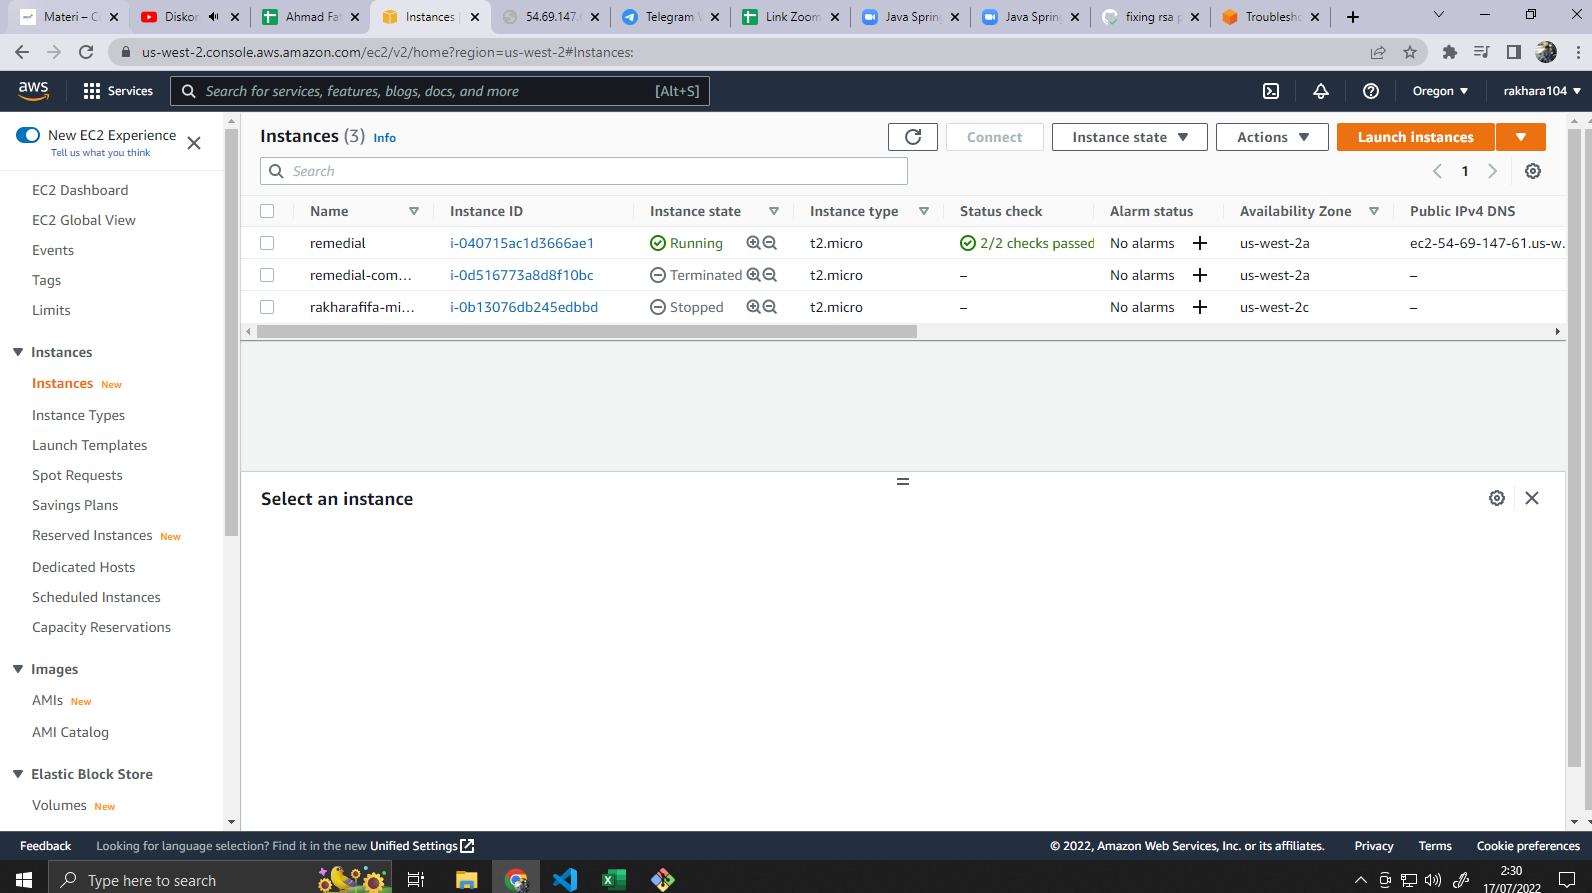 Materi – C
Diskor
Ahmad Fat
Instances |
54.69.147.6
Telegram W
Link Zoom
Java Spring
Java Spring
fixing rsa p
Troublesho
us-west-2.console.aws.amazon.com/ec2/v2/home?region=us-west-2#Instances:
aws
Services
Search for services, features, blogs, docs, and more
[Alt+S]
Oregon
rakhara104
New EC2 Experience
Tell us what you think
EC2 Dashboard
EC2 Global View
Events
Tags
Limits
Instances
Instances New
Instance Types
Launch Templates
Spot Requests
Savings Plans
Reserved Instances New
Dedicated Hosts
Scheduled Instances
Capacity Reservations
Images
AMIs New
AMI Catalog
Elastic Block Store
Volumes New
Instances (3) Info
Connect
Instance state
Actions
Launch instances
Search
1
Name Instance ID Instance state Instance type Status check Alarm status Availability Zone Public IPv4 DNS
remedial i-040715ac1d3666ae1 Running t2.micro 2/2 checks passed No alarms + us-west-2a ec2-54-69-147-61.us-w...
remedial-com... i-0d516773a8d8f10bc Terminated t2.micro – No alarms + us-west-2a –
rakharafifa-mi... i-0b13076db245edbbd Stopped t2.micro – No alarms + us-west-2c –
Select an instance
Feedback
Looking for language selection? Find it in the new Unified Settings
© 2022, Amazon Web Services, Inc. or its affiliates.
Privacy
Terms
Cookie preferences
Type here to search
2:30
17/07/2022